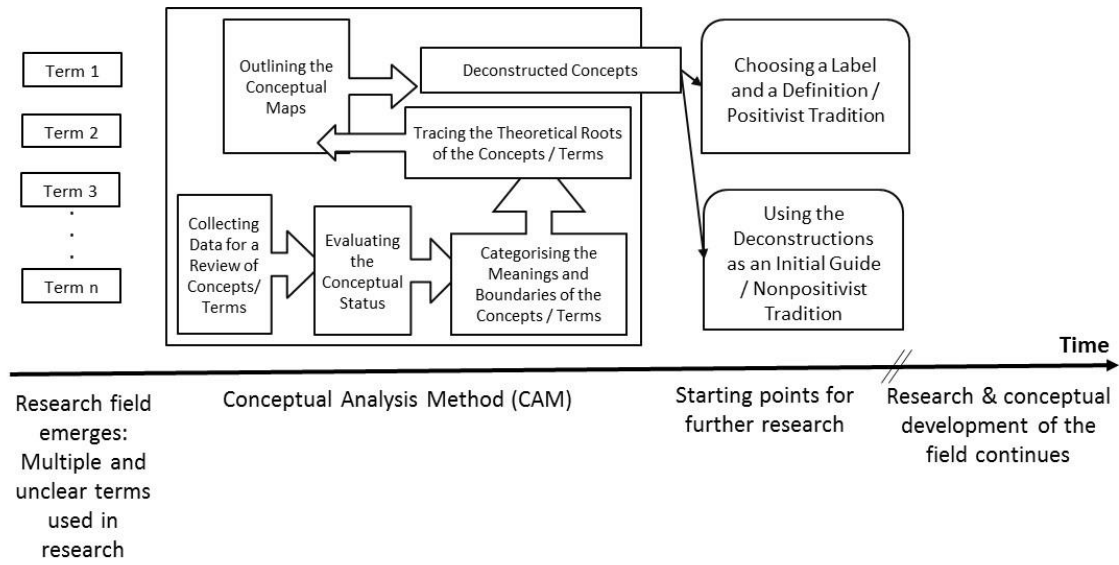 Term 1
Term 2
Term 3
.
.
.
Term n
Outlining the
Conceptual
Maps
Deconstructed Concepts
Tracing the Theoretical Roots
of the Concepts / Terms
Collecting
Data for a
Review of
Concepts/
Terms
Evaluating
the
Conceptual
Status
Categorising the
Meanings and
Boundaries of the
Concepts / Terms
Choosing a Label
and a Definition /
Positivist Tradition
Using the
Deconstructions
as an Initial Guide
/ Nonpositivist
Tradition
Time
Research field
emerges:
Multiple and
unclear terms
used in
research
Conceptual Analysis Method (CAM)
Starting points for
further research
Research & conceptual
development of the
field continues